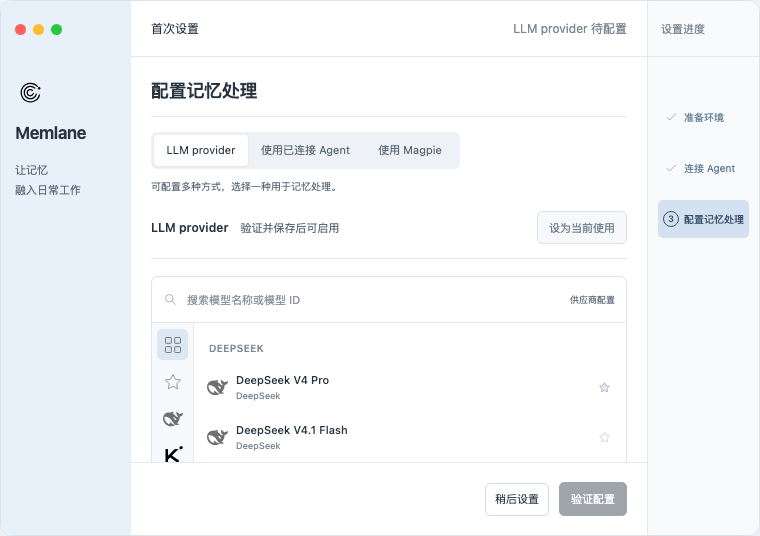 首次设置
LLM provider 待配置
设置进度
Memlane
让记忆
融入日常工作
配置记忆处理
LLM provider
使用已连接 Agent
使用 Magpie
可配置多种方式，选择一种用于记忆处理。
LLM provider
验证并保存后可启用
设为当前使用
搜索模型名称或模型 ID
供应商配置
DEEPSEEK
DeepSeek V4 Pro
DeepSeek
DeepSeek V4.1 Flash
DeepSeek
稍后设置
验证配置
准备环境
连接 Agent
3 配置记忆处理